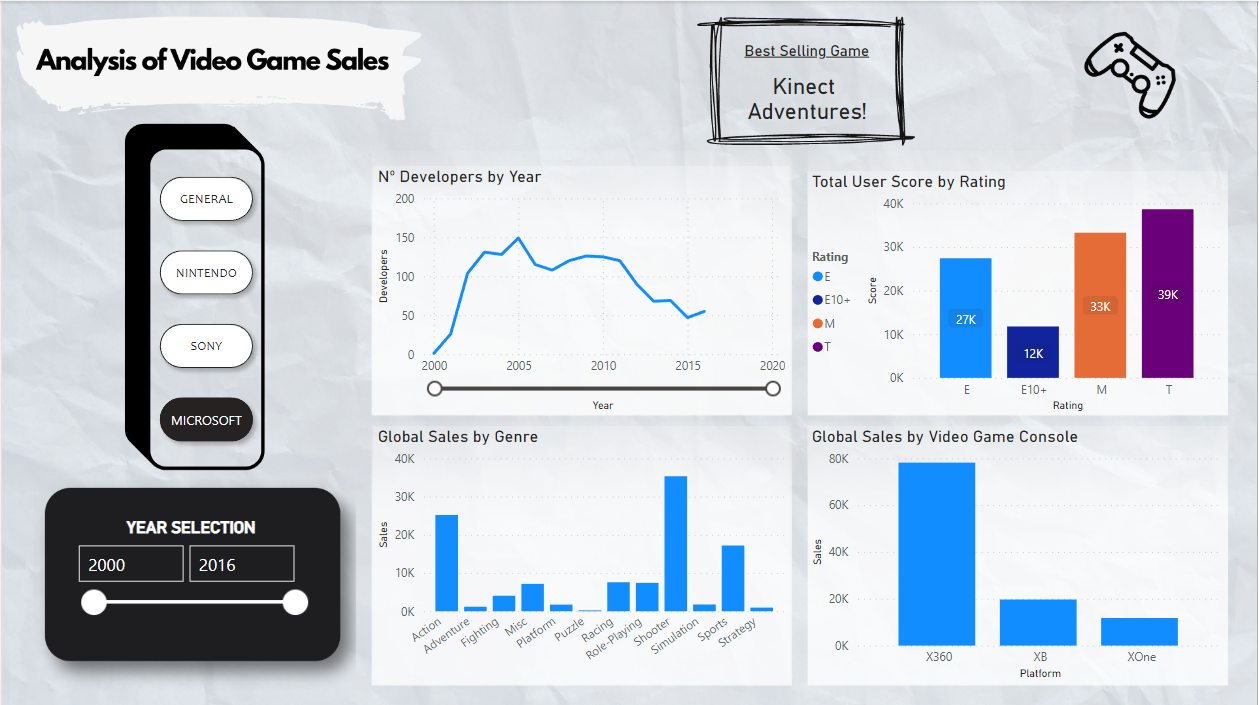 Analysis of Video Game Sales
Best Selling Game
Kinect
Adventures!
GENERAL
NINTENDO
SONY
MICROSOFT
YEAR SELECTION
2000 2016
Nº Developers by Year
Developers
200
150
100
50
0
2000 2005 2010 2015 2020
Year
Total User Score by Rating
Rating
E
E10+
M
T
Score
40K
30K
20K
10K
0K
27K
12K
33K
39K
E E10+ M T
Rating
Global Sales by Genre
Sales
40K
30K
20K
10K
0K
Action Adventure Fighting Misc Platform Puzzle Racing Role-Playing Shooter Simulation Sports Strategy
Global Sales by Video Game Console
Sales
80K
60K
40K
20K
0K
X360 XB XOne
Platform